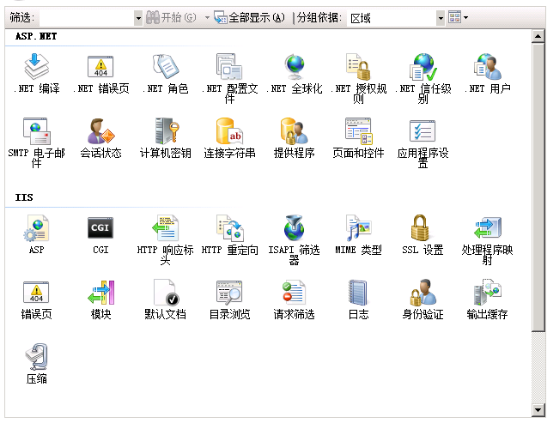 筛选: 开始(G) 全部显示(A) 分组依据: 区域
ASP.NET
.NET 编译 .NET 错误页 .NET 角色 .NET 配置文件 .NET 全球化 .NET 授权规则 .NET 信任级别 .NET 用户
404
SMTP 电子邮件 会话状态 计算机密钥 连接字符串 提供程序 页面和控件 应用程序设置
ab
IIS
CGI
ASP CGI HTTP 响应标头 HTTP 重定向 ISAPI 筛选器 MIME 类型 SSL 设置 处理程序映射
404
错误页 模块 默认文档 目录浏览 请求筛选 日志 身份验证 输出缓存
压缩